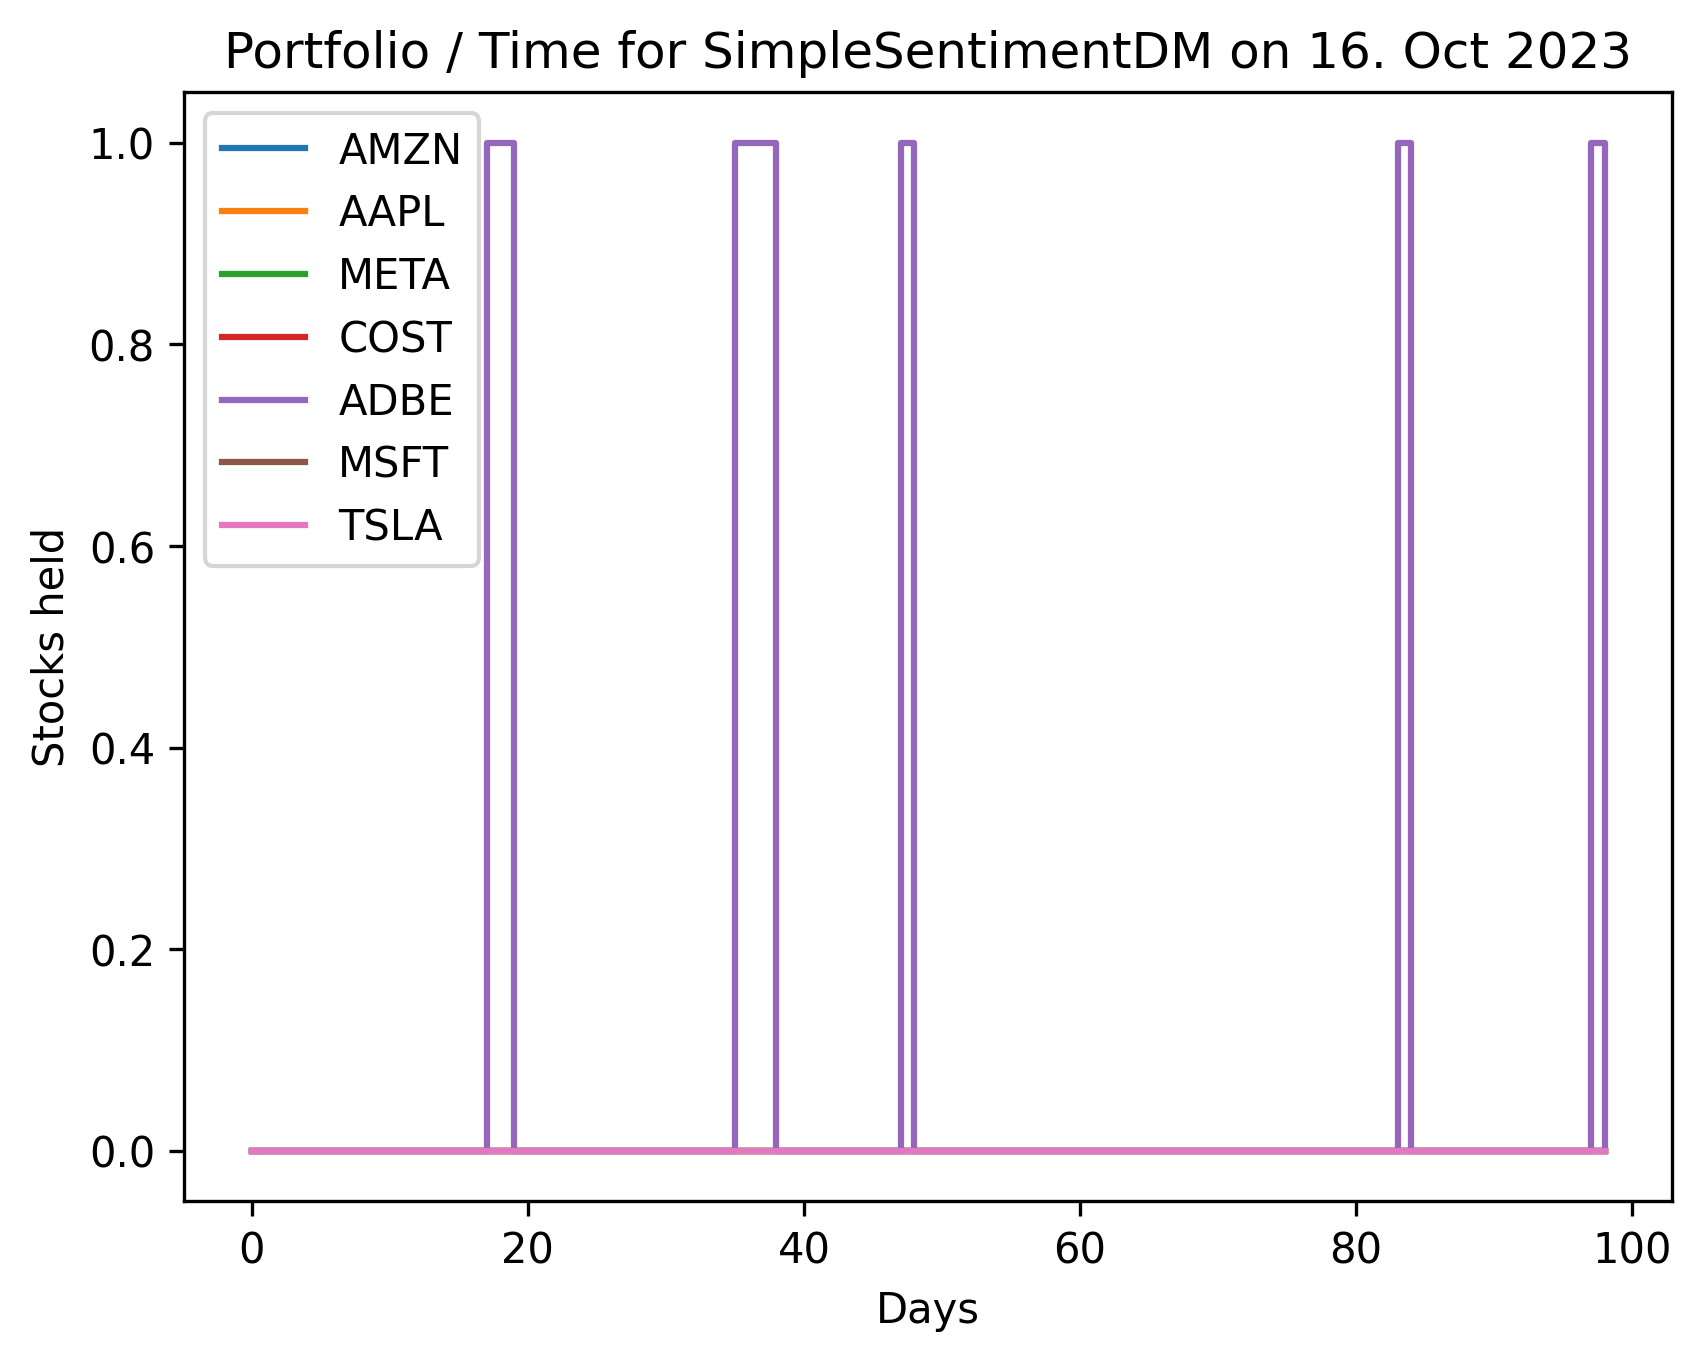 Portfolio / Time for SimpleSentimentDM on 16. Oct 2023
AMZN
AAPL
META
COST
ADBE
MSFT
TSLA
Stocks held
1.0
0.8
0.6
0.4
0.2
0.0
0 20 40 60 80 100
Days